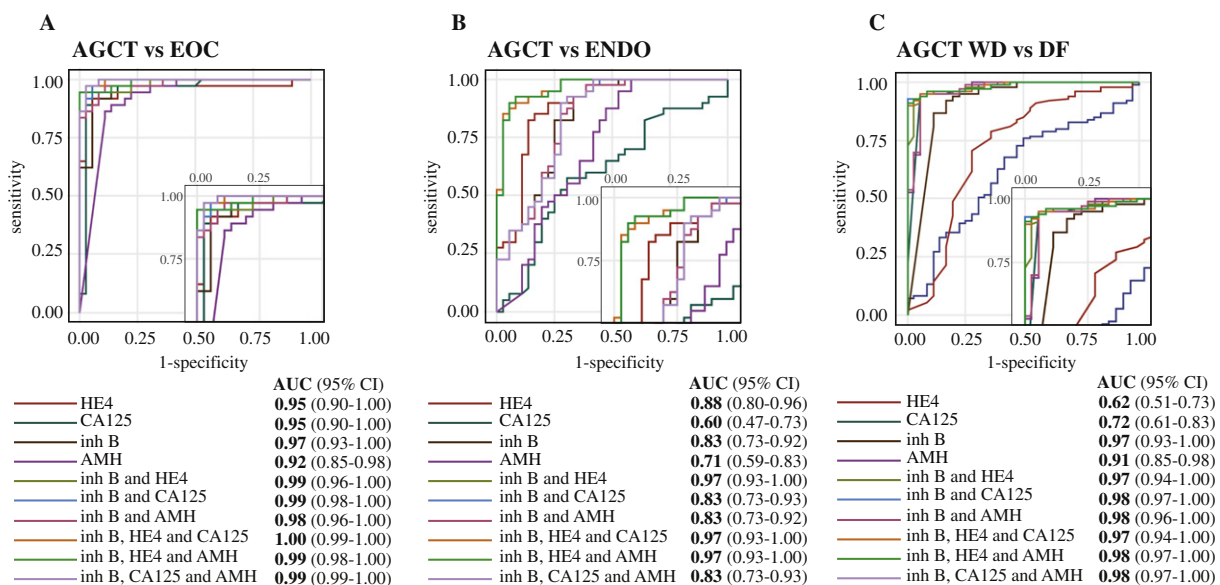 A
AGCT vs EOC
1.00
0.75
0.50
0.25
0.00
sensitivity
0.00 0.25
1.00
0.75
0.00 0.25 0.50 0.75 1.00
1-specificity
AUC (95% CI)
HE4 0.95 (0.90-1.00)
CA125 0.95 (0.90-1.00)
inh B 0.97 (0.93-1.00)
AMH 0.92 (0.85-0.98)
inh B and HE4 0.99 (0.96-1.00)
inh B and CA125 0.99 (0.98-1.00)
inh B and AMH 0.98 (0.96-1.00)
inh B, HE4 and CA125 1.00 (0.99-1.00)
inh B, HE4 and AMH 0.99 (0.98-1.00)
inh B, CA125 and AMH 0.99 (0.99-1.00)
B
AGCT vs ENDO
1.00
0.75
0.50
0.25
0.00
sensitivity
0.00 0.25
1.00
0.75
0.00 0.25 0.50 0.75 1.00
1-specificity
AUC (95% CI)
HE4 0.88 (0.80-0.96)
CA125 0.60 (0.47-0.73)
inh B 0.83 (0.73-0.92)
AMH 0.71 (0.59-0.83)
inh B and HE4 0.97 (0.93-1.00)
inh B and CA125 0.83 (0.73-0.93)
inh B and AMH 0.83 (0.73-0.92)
inh B, HE4 and CA125 0.97 (0.93-1.00)
inh B, HE4 and AMH 0.97 (0.93-1.00)
inh B, CA125 and AMH 0.83 (0.73-0.93)
C
AGCT WD vs DF
1.00
0.75
0.50
0.25
0.00
sensitivity
0.00 0.25
1.00
0.75
0.00 0.25 0.50 0.75 1.00
1-specificity
AUC (95% CI)
HE4 0.62 (0.51-0.73)
CA125 0.72 (0.61-0.83)
inh B 0.97 (0.93-1.00)
AMH 0.91 (0.85-0.98)
inh B and HE4 0.97 (0.94-1.00)
inh B and CA125 0.98 (0.97-1.00)
inh B and AMH 0.98 (0.96-1.00)
inh B, HE4 and CA125 0.97 (0.94-1.00)
inh B, HE4 and AMH 0.98 (0.97-1.00)
inh B, CA125 and AMH 0.98 (0.97-1.00)